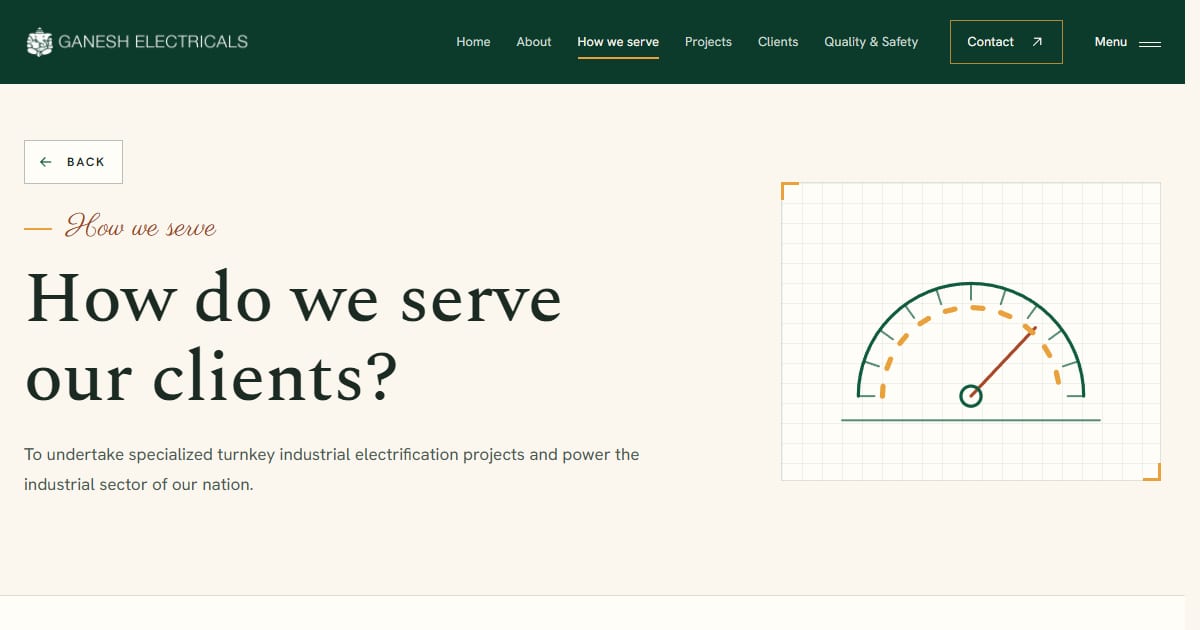 GANESH ELECTRICALS
Home
About
How we serve
Projects
Clients
Quality & Safety
Contact
Menu
BACK
How we serve
How do we serve
our clients?
To undertake specialized turnkey industrial electrification projects and power the
industrial sector of our nation.